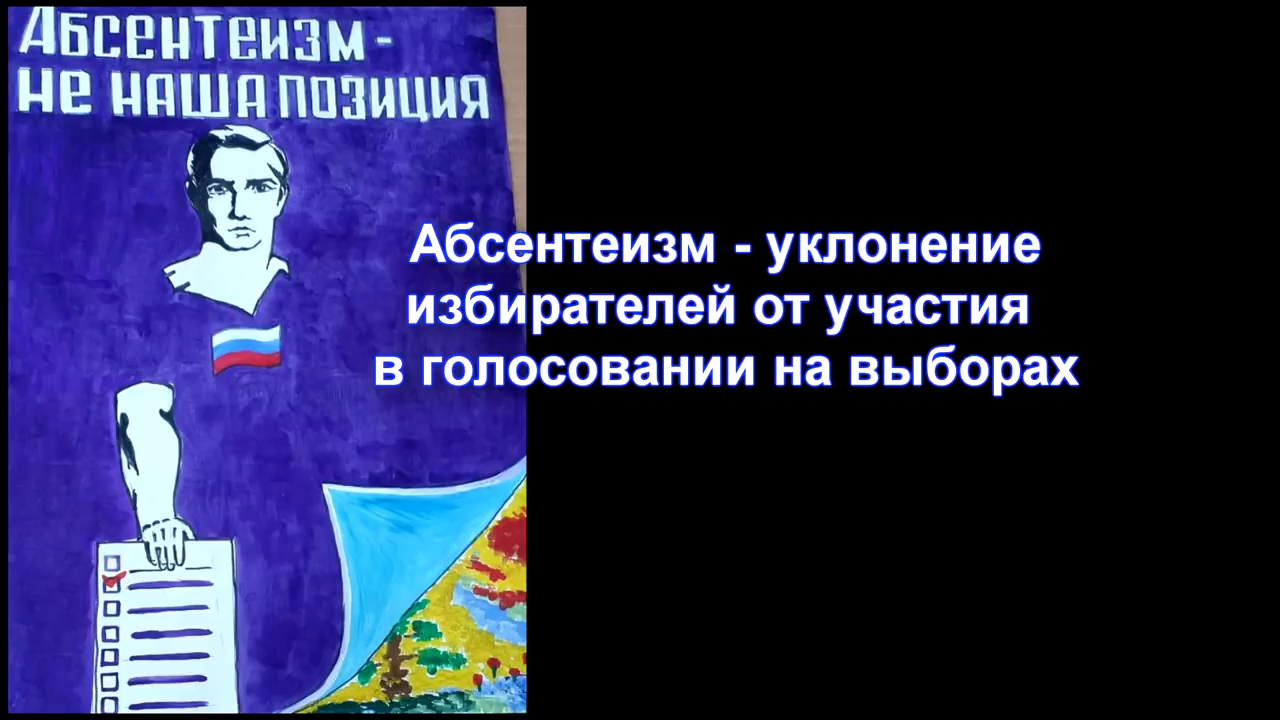 Абсентеизм -
не наша позиция
Абсентеизм - уклонение
избирателей от участия
в голосовании на выборах